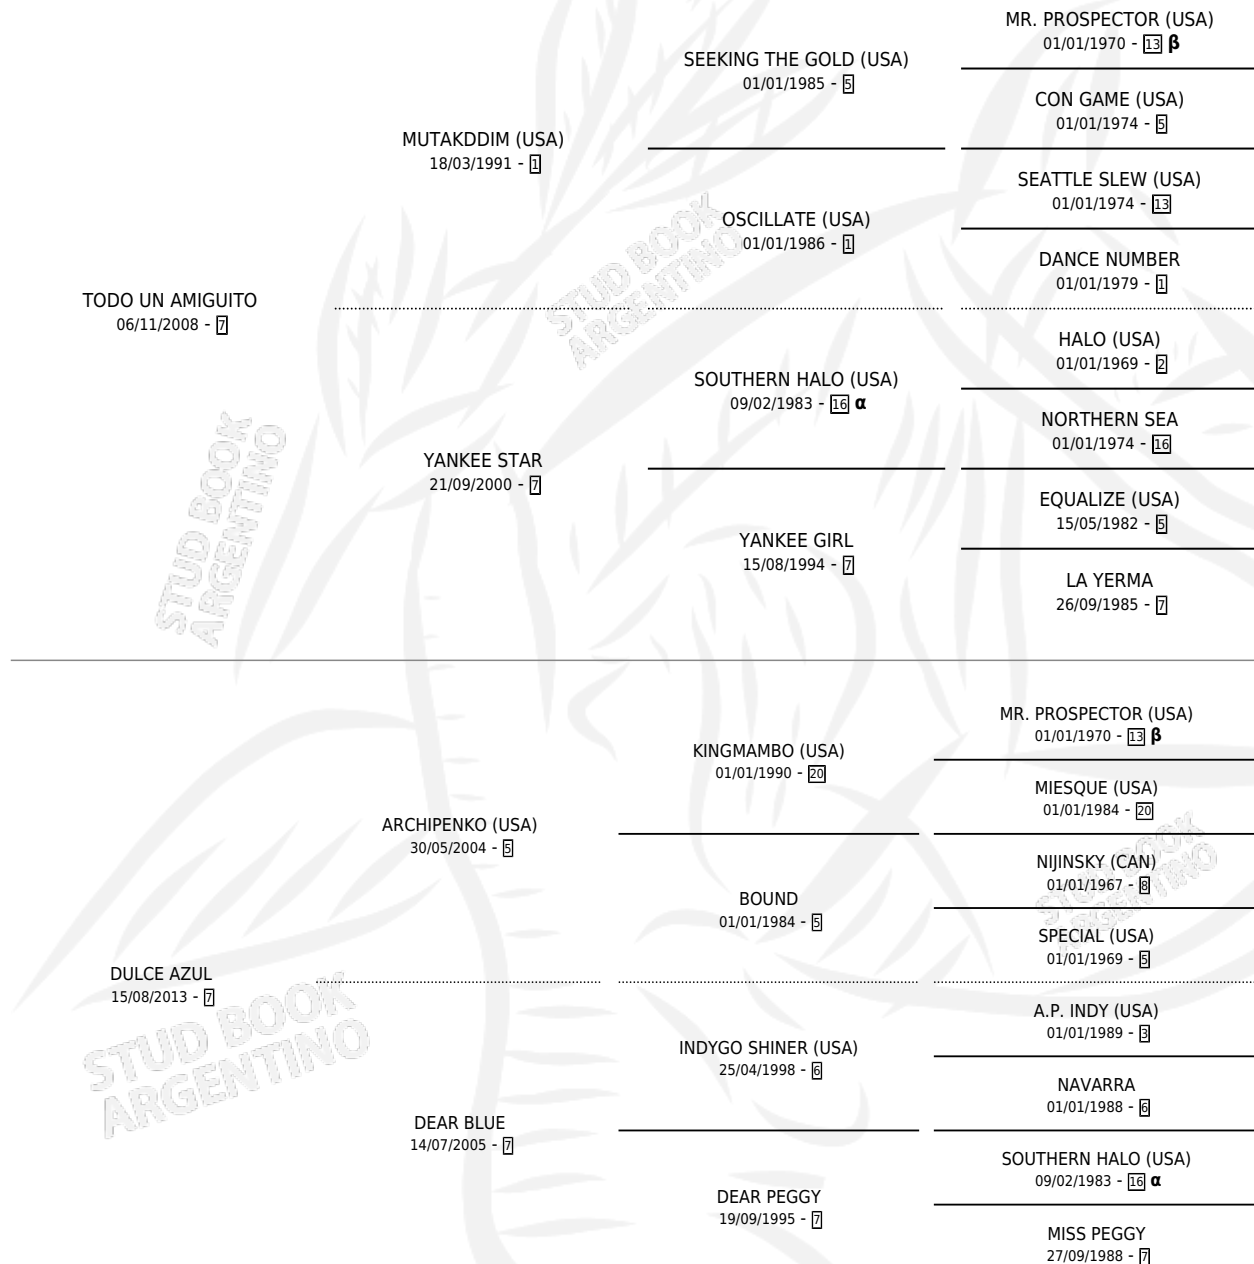 MR. PROSPECTOR (USA)
01/01/1970 - 13 β
SEEKING THE GOLD (USA)
01/01/1985 - 5
CON GAME (USA)
01/01/1974 - 5
MUTAKDDIM (USA)
18/03/1991 - 1
SEATTLE SLEW (USA)
01/01/1974 - 13
OSCILLATE (USA)
01/01/1986 - 1
DANCE NUMBER
01/01/1979 - 1
TODO UN AMIGUITO
06/11/2008 - 7
HALO (USA)
01/01/1969 - 2
SOUTHERN HALO (USA)
09/02/1983 - 16 α
NORTHERN SEA
01/01/1974 - 16
YANKEE STAR
21/09/2000 - 7
EQUALIZE (USA)
15/05/1982 - 5
YANKEE GIRL
15/08/1994 - 7
LA YERMA
26/09/1985 - 7
MR. PROSPECTOR (USA)
01/01/1970 - 13 β
KINGMAMBO (USA)
01/01/1990 - 20
MIESQUE (USA)
01/01/1984 - 20
ARCHIPENKO (USA)
30/05/2004 - 5
NIJINSKY (CAN)
01/01/1967 - 8
BOUND
01/01/1984 - 5
SPECIAL (USA)
01/01/1969 - 5
DULCE AZUL
15/08/2013 - 7
A.P. INDY (USA)
01/01/1989 - 3
INDYGO SHINER (USA)
25/04/1998 - 6
NAVARRA
01/01/1988 - 6
DEAR BLUE
14/07/2005 - 7
SOUTHERN HALO (USA)
09/02/1983 - 16 α
DEAR PEGGY
19/09/1995 - 7
MISS PEGGY
27/09/1988 - 7
STUD BOOK
ARGENTINO
STUD BOOK
ARGENTINO
STUD BOOK
ARGENTINO
STUD BOOK
ARGENTINO